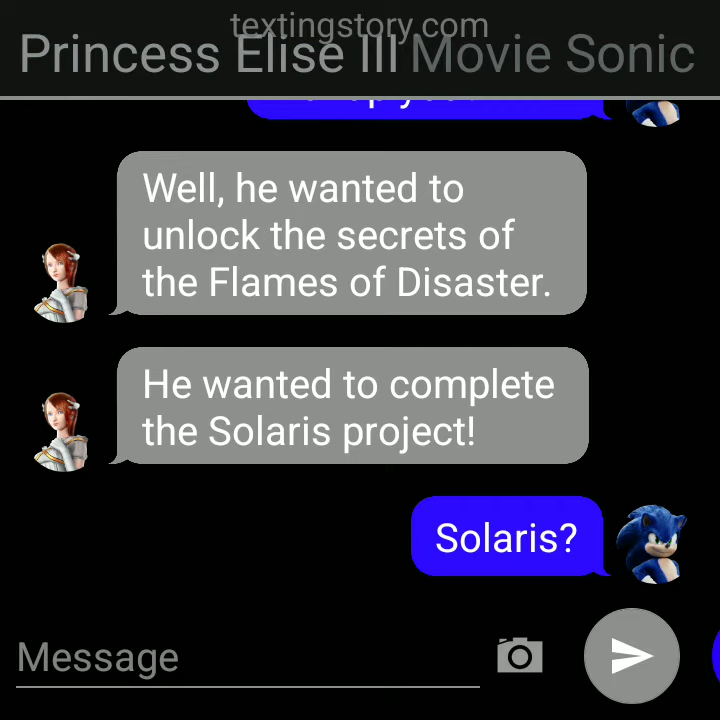 textingstory.com
Princess Elise III Movie Sonic
Well, he wanted to
unlock the secrets of
the Flames of Disaster.
He wanted to complete
the Solaris project!
Solaris?
Message